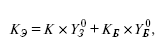 K_Э = K × Y_З^0 + K_Б × Y_Б^0,